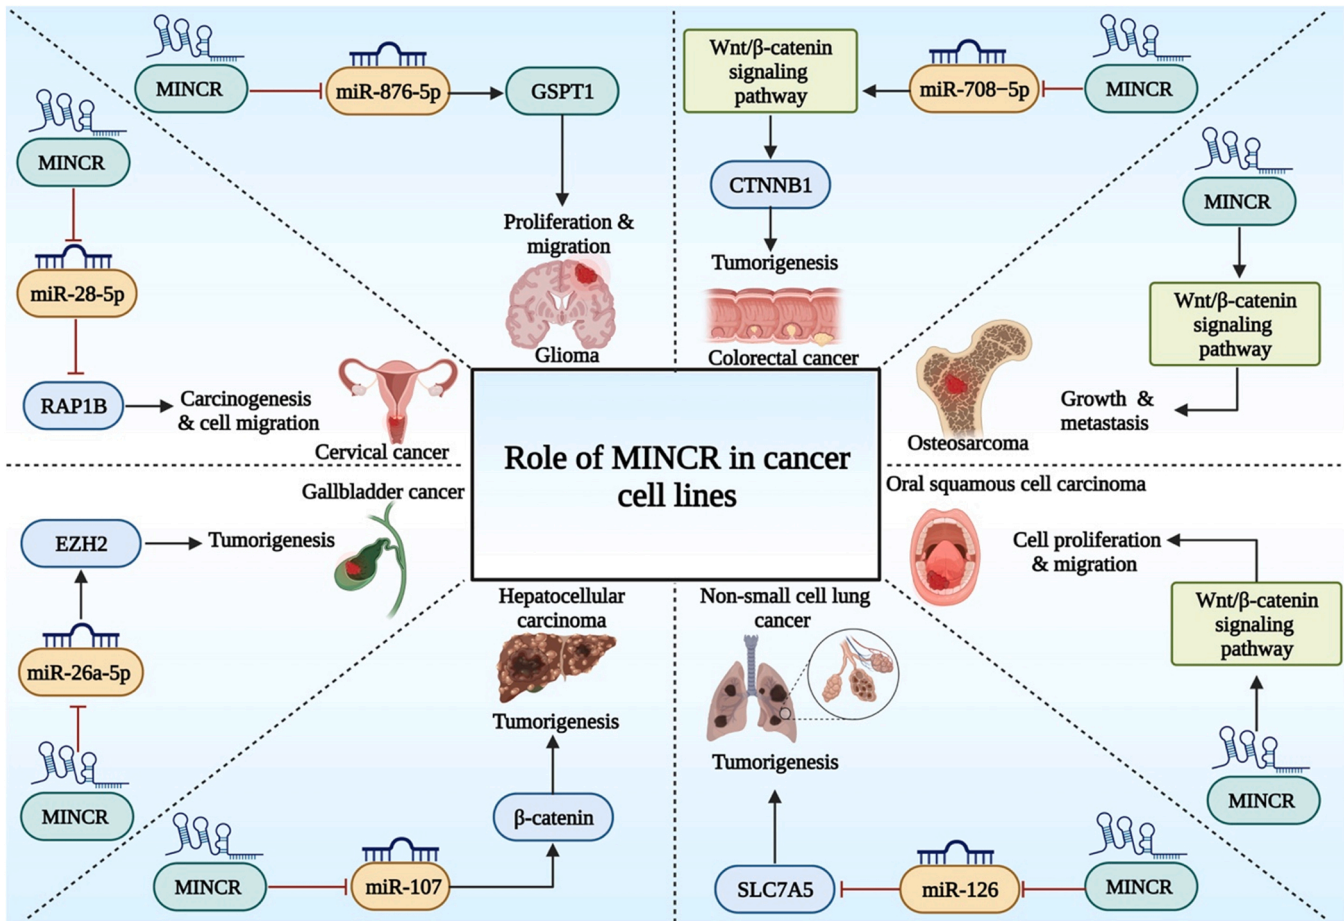 MINCR
miR-876-5p
GSPT1
Proliferation &
migration
Glioma
Wnt/β-catenin
signaling
pathway
miR-708−5p
MINCR
CTNNB1
Tumorigenesis
Colorectal cancer
MINCR
miR-28-5p
RAP1B
Carcinogenesis
& cell migration
Cervical cancer
MINCR
Wnt/β-catenin
signaling
pathway
Growth &
metastasis
Osteosarcoma
Role of MINCR in cancer
cell lines
Gallbladder cancer
EZH2
Tumorigenesis
miR-26a-5p
MINCR
Oral squamous cell carcinoma
Cell proliferation
& migration
Wnt/β-catenin
signaling
pathway
MINCR
Hepatocellular
carcinoma
Tumorigenesis
β-catenin
MINCR
miR-107
Non-small cell lung
cancer
Tumorigenesis
SLC7A5
miR-126
MINCR